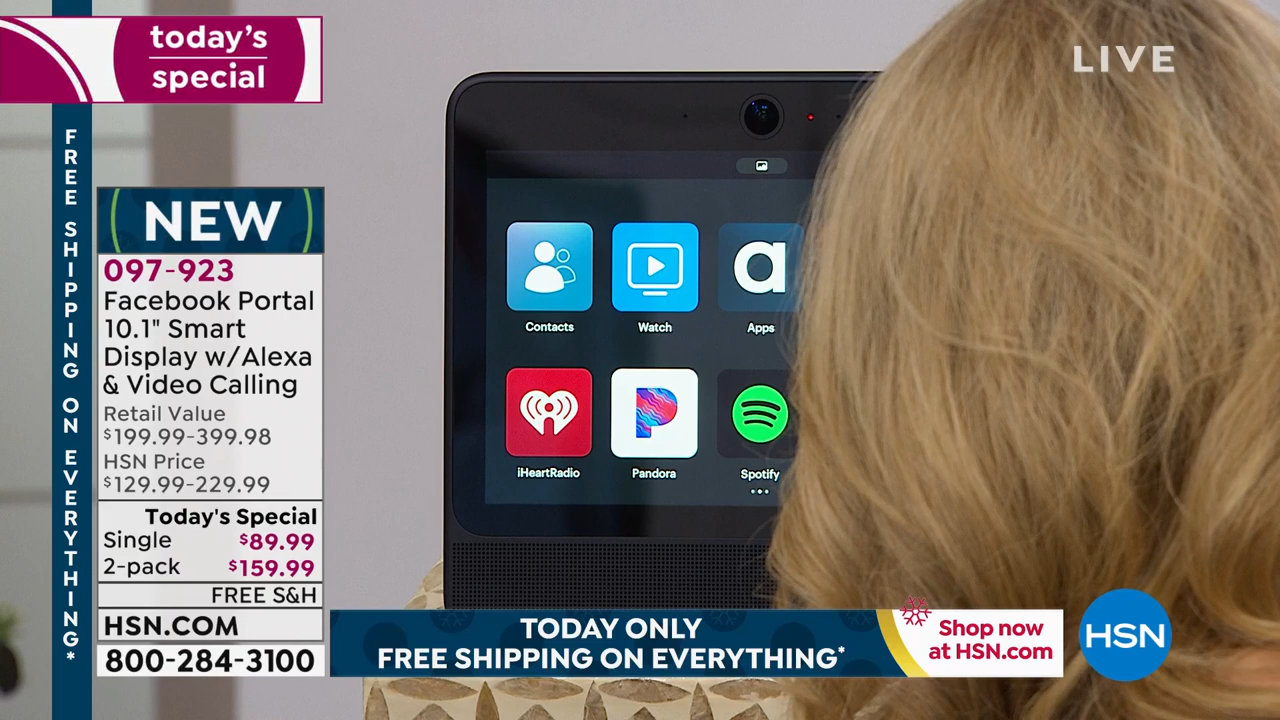 today's
special
LIVE
FREE SHIPPING ON EVERYTHING*
NEW
097-923
Facebook Portal
10.1" Smart
Display w/Alexa
& Video Calling
Retail Value
$199.99-399.98
HSN Price
$129.99-229.99
Today's Special
Single $89.99
2-pack $159.99
FREE S&H
HSN.COM
800-284-3100
Contacts
Watch
a
Apps
iHeartRadio
P
Pandora
Spotify
TODAY ONLY
FREE SHIPPING ON EVERYTHING*
Shop now
at HSN.com
HSN